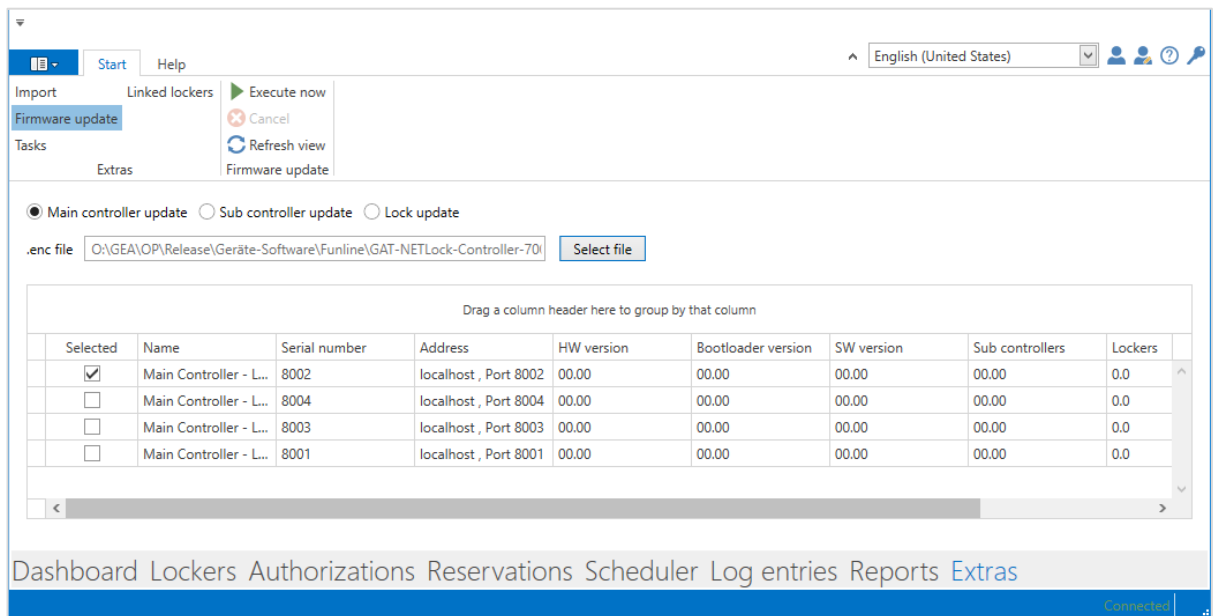 English (United States)
Start Help
Import Linked lockers Execute now
Firmware update Cancel
Tasks Refresh view
Extras Firmware update
Main controller update Sub controller update Lock update
.enc file O:\GEA\OP\Release\Geräte-Software\Funline\GAT-NETLock-Controller-70 Select file
Drag a column header here to group by that column
Selected Name Serial number Address HW version Bootloader version SW version Sub controllers Lockers
Main Controller - L... 8002 localhost , Port 8002 00.00 00.00 00.00 00.00 0.0
Main Controller - L... 8004 localhost , Port 8004 00.00 00.00 00.00 00.00 0.0
Main Controller - L... 8003 localhost , Port 8003 00.00 00.00 00.00 00.00 0.0
Main Controller - L... 8001 localhost , Port 8001 00.00 00.00 00.00 00.00 0.0
Dashboard Lockers Authorizations Reservations Scheduler Log entries Reports Extras
Connected